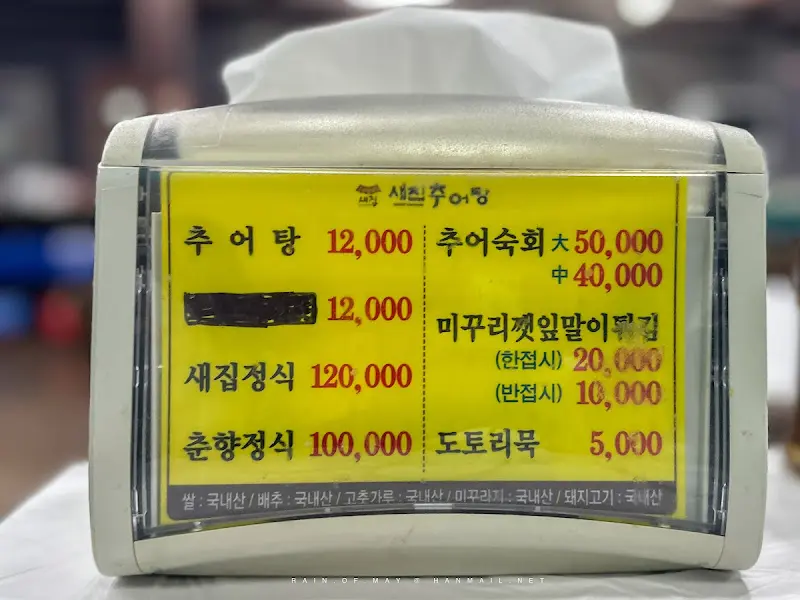 새집 새집추어탕
추어탕 12,000
12,000
새집정식 120,000
춘향정식 100,000
추어숙회 大 50,000
中 40,000
미꾸리깻잎말이튀김
(한접시) 20,000
(반접시) 10,000
도토리묵 5,000
쌀 : 국내산 / 배추 : 국내산 / 고추가루 : 국내산 / 미꾸라지 : 국내산 / 돼지고기 : 국내산
RAIN OF MAY @ HANMAIL.NET